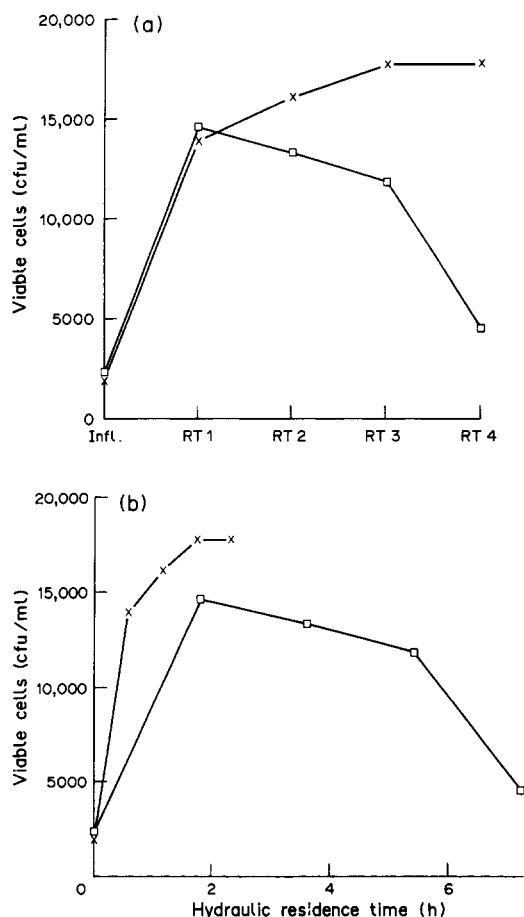 (a)
20,000
15,000
10,000
5000
0
Viable cells (cfu/ml)
Infl. RT 1 RT 2 RT 3 RT 4
(b)
20,000
15,000
10,000
5000
0 2 4 6
Viable cells (cfu/ml)
Hydraulic residence time (h)